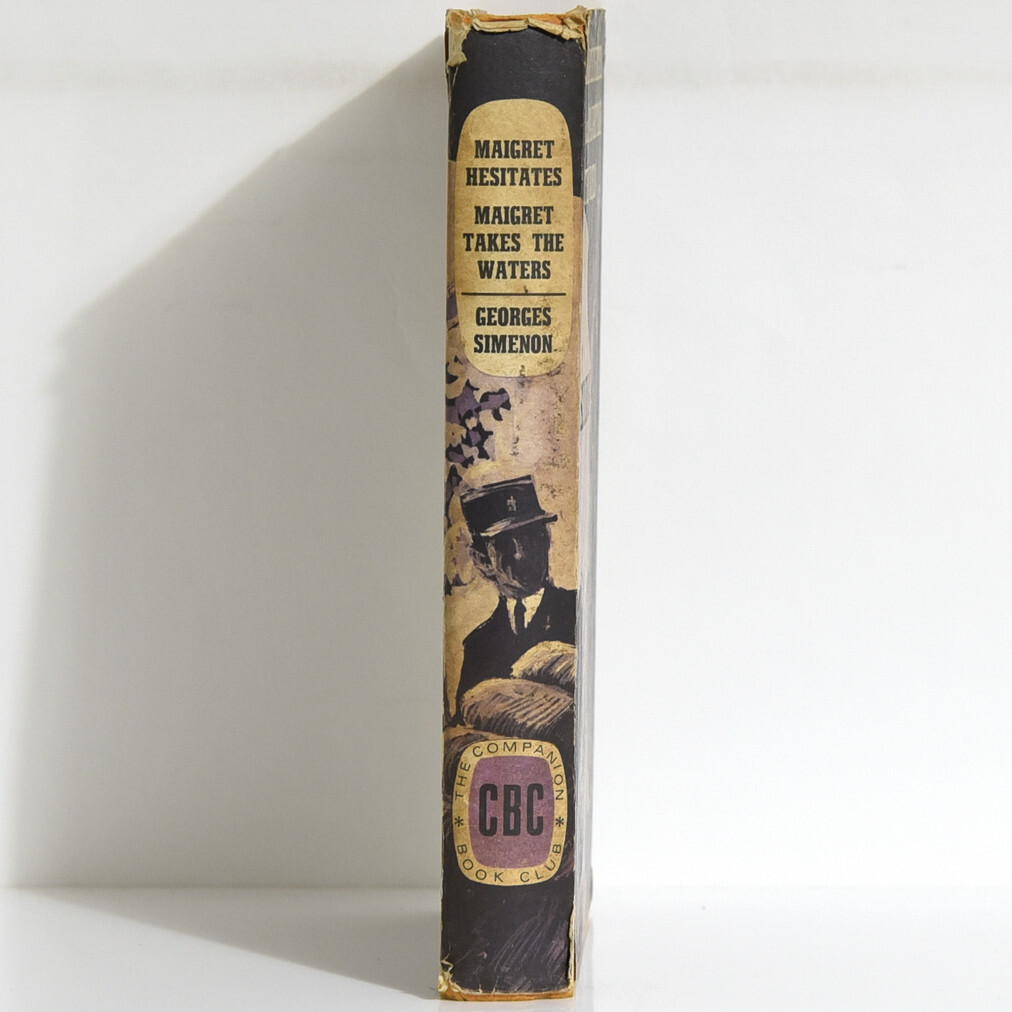 MAIGRET
HESITATES
MAIGRET
TAKES THE
WATERS
GEORGES
SIMENON
THE COMPANION
CBC
* BOOK CLUB *